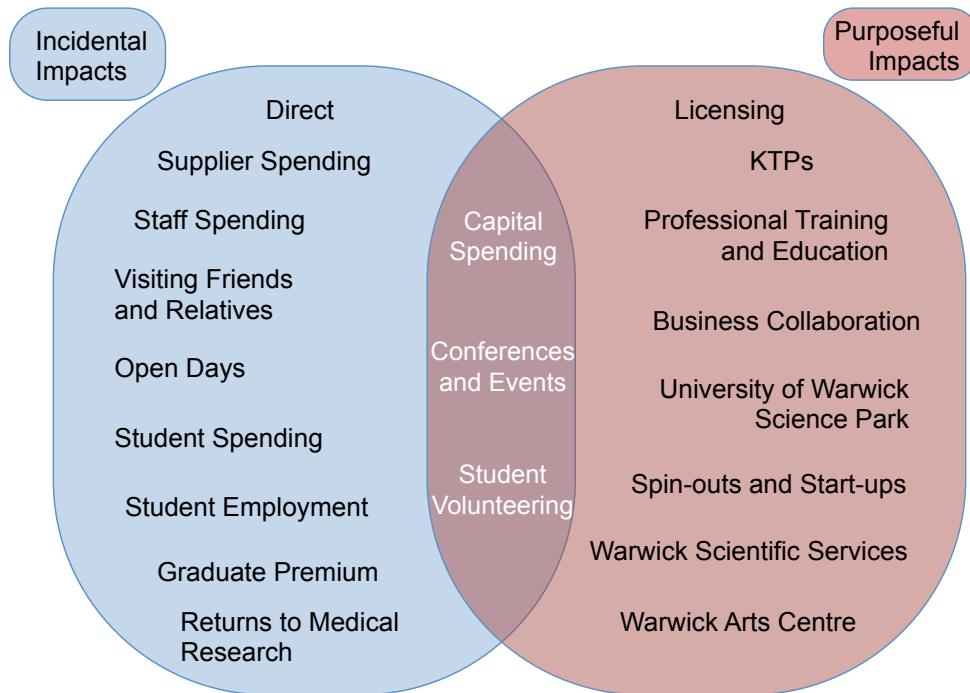 Incidental
Impacts
Purposeful
Impacts
Direct
Supplier Spending
Staff Spending
Visiting Friends
and Relatives
Open Days
Student Spending
Student Employment
Graduate Premium
Returns to Medical
Research
Capital
Spending
Conferences
and Events
Student
Volunteering
Licensing
KTPs
Professional Training
and Education
Business Collaboration
University of Warwick
Science Park
Spin-outs and Start-ups
Warwick Scientific Services
Warwick Arts Centre